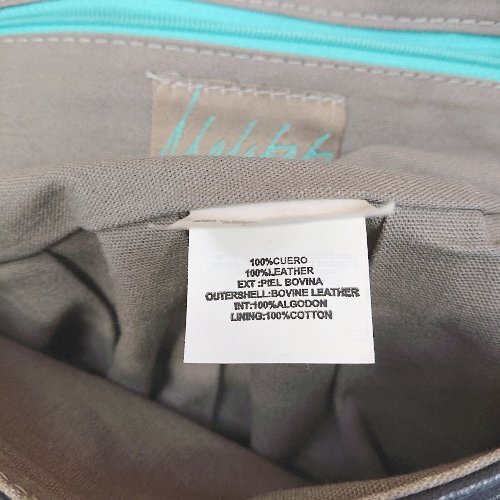 100%CUERO
100%LEATHER
EXT :PIEL BOVINA
OUTERSHELL:BOVINE LEATHER
INT:100%ALGODON
LINING:100%COTTON